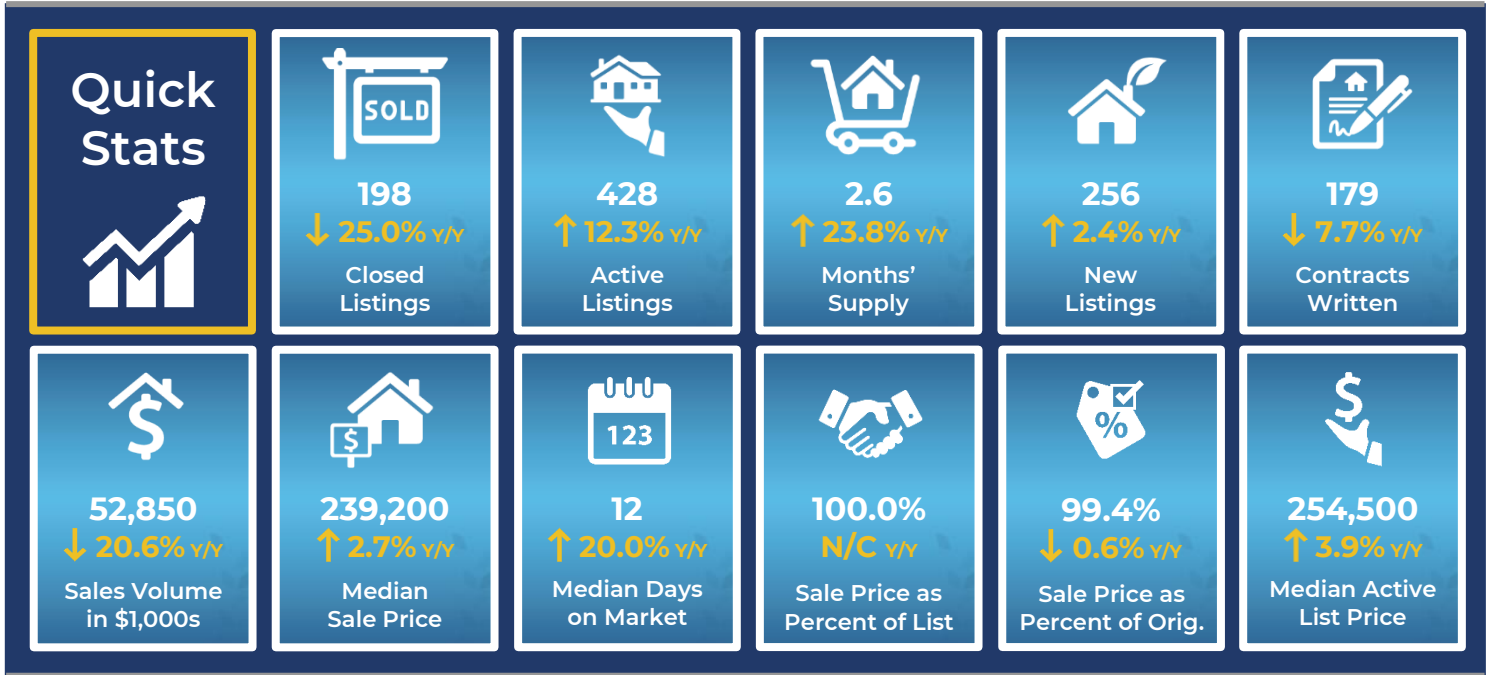 Quick
Stats
SOLD
198
↓ 25.0% Y/Y
Closed
Listings
428
↑ 12.3% Y/Y
Active
Listings
2.6
↑ 23.8% Y/Y
Months’
Supply
256
↑ 2.4% Y/Y
New
Listings
179
↓ 7.7% Y/Y
Contracts
Written
$
52,850
↓ 20.6% Y/Y
Sales Volume
in $1,000s
$
239,200
↑ 2.7% Y/Y
Median
Sale Price
123
12
↑ 20.0% Y/Y
Median Days
on Market
100.0%
N/C Y/Y
Sale Price as
Percent of List
%
99.4%
↓ 0.6% Y/Y
Sale Price as
Percent of Orig.
$
254,500
↑ 3.9% Y/Y
Median Active
List Price